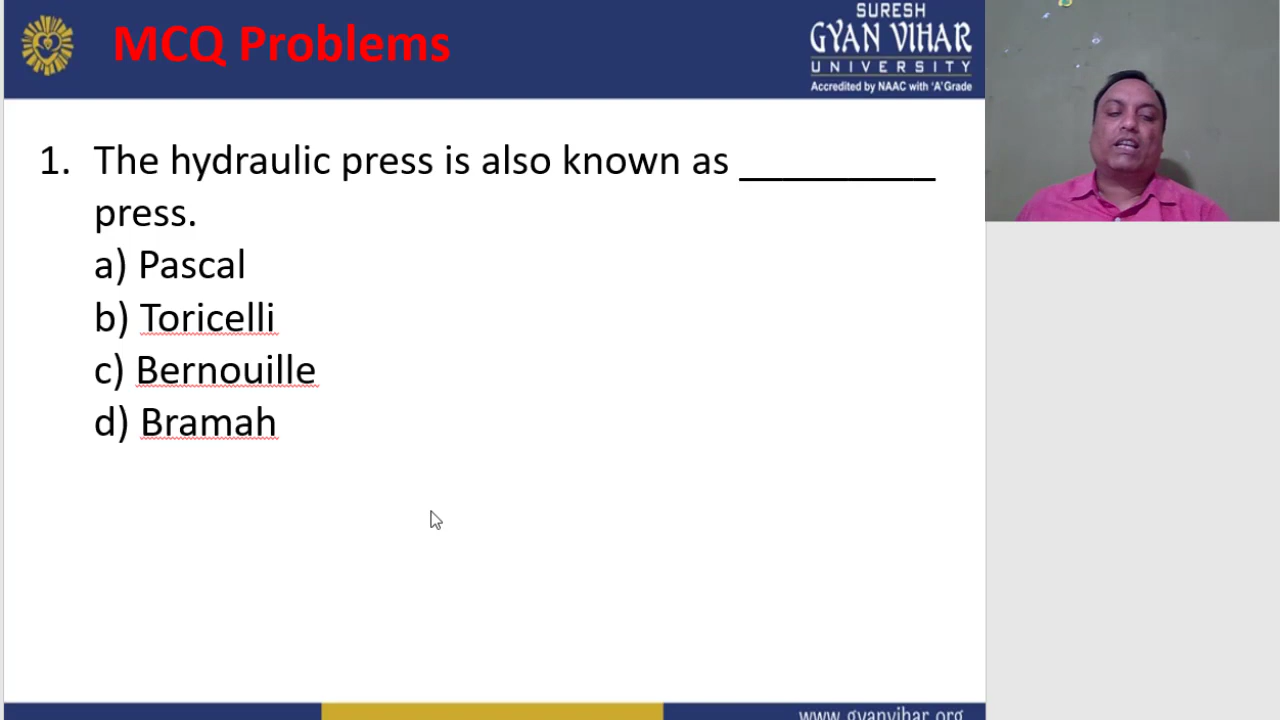 MCQ Problems
SURESH
GYAN VIHAR
UNIVERSITY
Accredited by NAAC with 'A' Grade
1. The hydraulic press is also known as _________
press.
a) Pascal
b) Toricelli
c) Bernouille
d) Bramah
www.gyanvihar.org